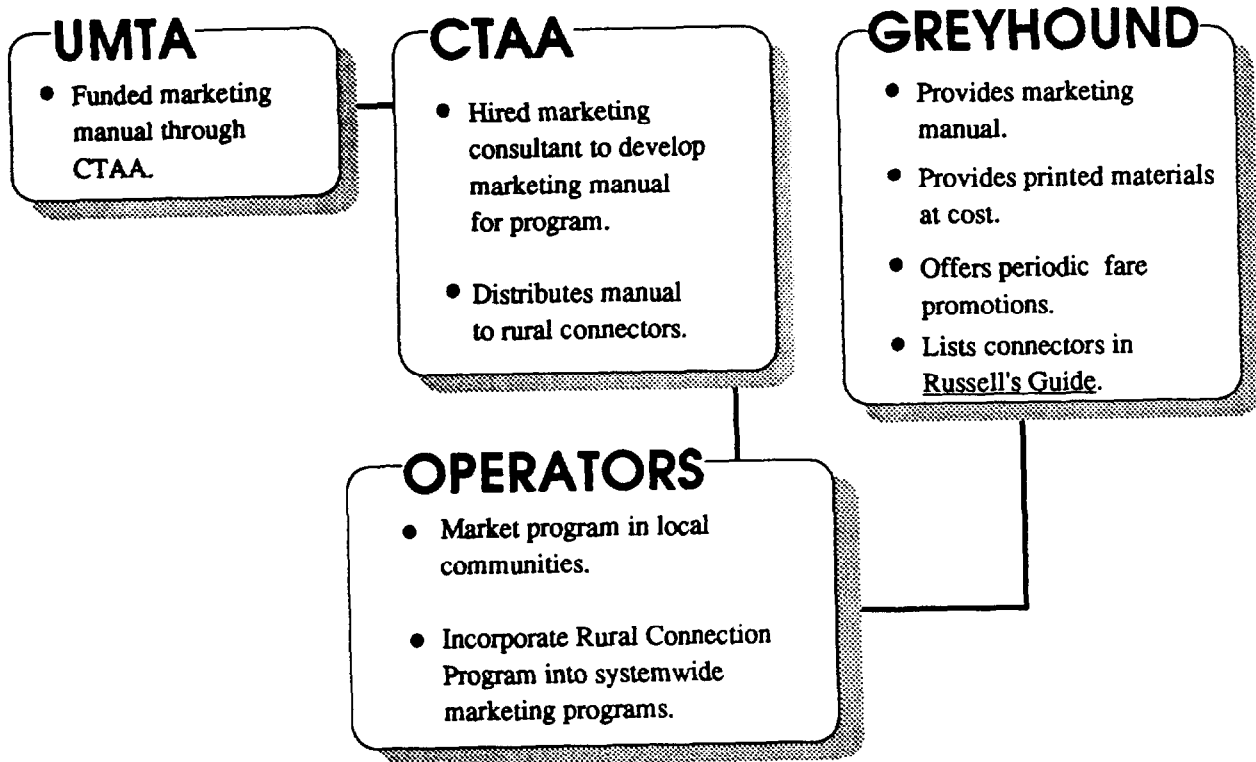 UMTA
• Funded marketing
manual through
CTAA.
CTAA
• Hired marketing
consultant to develop
marketing manual
for program.
• Distributes manual
to rural connectors.
GREYHOUND
• Provides marketing
manual.
• Provides printed materials
at cost.
• Offers periodic fare
promotions.
• Lists connectors in
Russell's Guide.
OPERATORS
• Market program in local
communities.
• Incorporate Rural Connection
Program into systemwide
marketing programs.